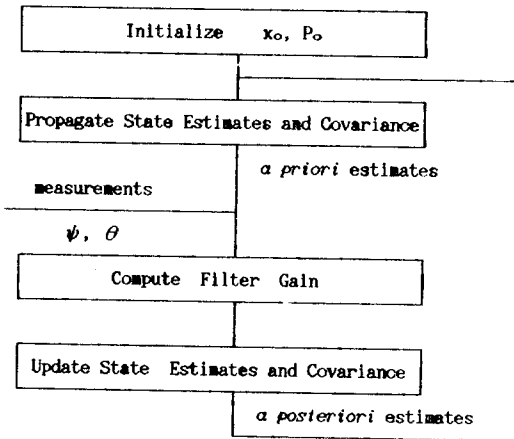 Initialize x₀, P₀
Propagate State Estimates and Covariance
a priori estimates
measurements
ψ, θ
Compute Filter Gain
Update State Estimates and Covariance
a posteriori estimates